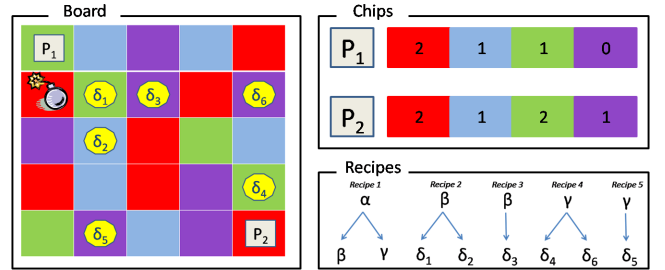 Board
P₁
δ₁ δ₃ δ₆
δ₂
δ₄
δ₅ P₂
Chips
P₁ 2 1 1 0
P₂ 2 1 2 1
Recipes
Recipe 1 Recipe 2 Recipe 3 Recipe 4 Recipe 5
α β β γ γ
β γ δ₁ δ₂ δ₃ δ₄ δ₆ δ₅